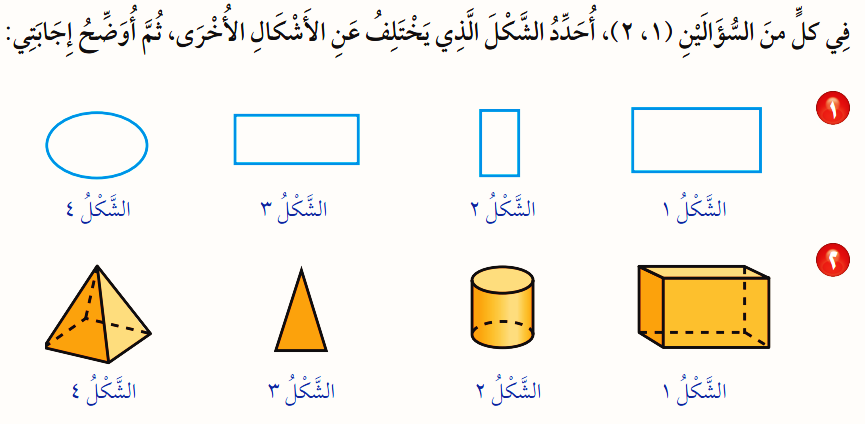 فِي كلٍّ منَ السُّؤَالَيْنِ (١، ٢)، أُحَدِّدُ الشَّكْلَ الَّذِي يَخْتَلِفُ عَنِ الأَشْكَالِ الأُخْرَى، ثُمَّ أُوَضِّحُ إِجَابَتِي:
١
الشَّكْلُ ١ الشَّكْلُ ٢ الشَّكْلُ ٣ الشَّكْلُ ٤
٢
الشَّكْلُ ١ الشَّكْلُ ٢ الشَّكْلُ ٣ الشَّكْلُ ٤